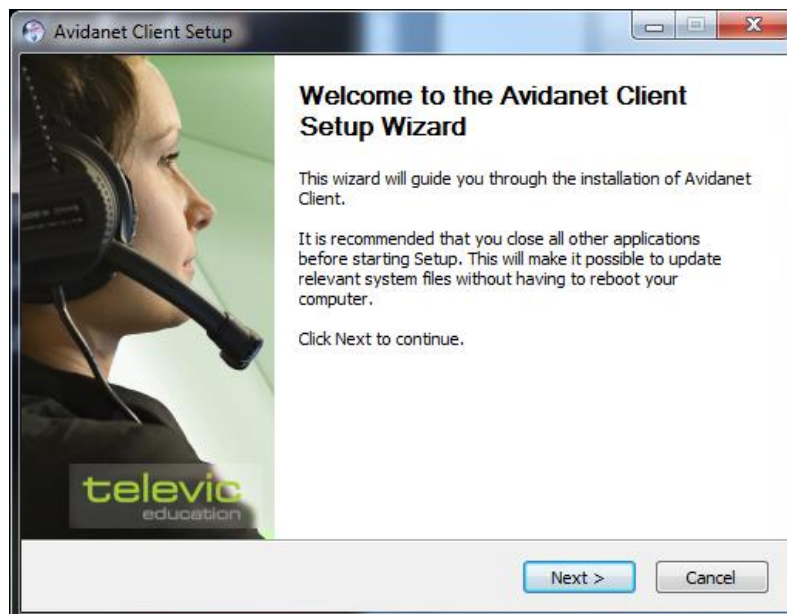 Avidanet Client Setup
Welcome to the Avidanet Client
Setup Wizard
This wizard will guide you through the installation of Avidanet
Client.
It is recommended that you close all other applications
before starting Setup. This will make it possible to update
relevant system files without having to reboot your
computer.
Click Next to continue.
televic
education
Next >
Cancel